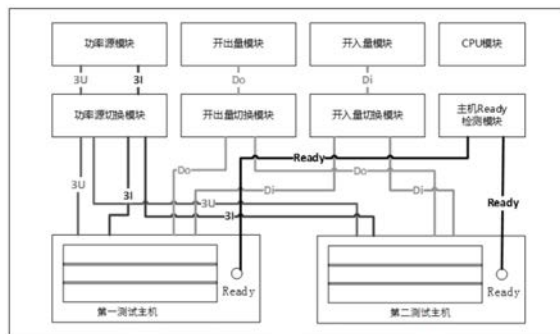 功率源模块
开出量模块
开入量模块
CPU模块
3U
3I
Do
Di
功率源切换模块
开出量切换模块
开入量切换模块
主机Ready
检测模块
3U
3I
Do
Di
Ready
3U
3I
Do
Di
Ready
Ready
第一测试主机
Ready
第二测试主机